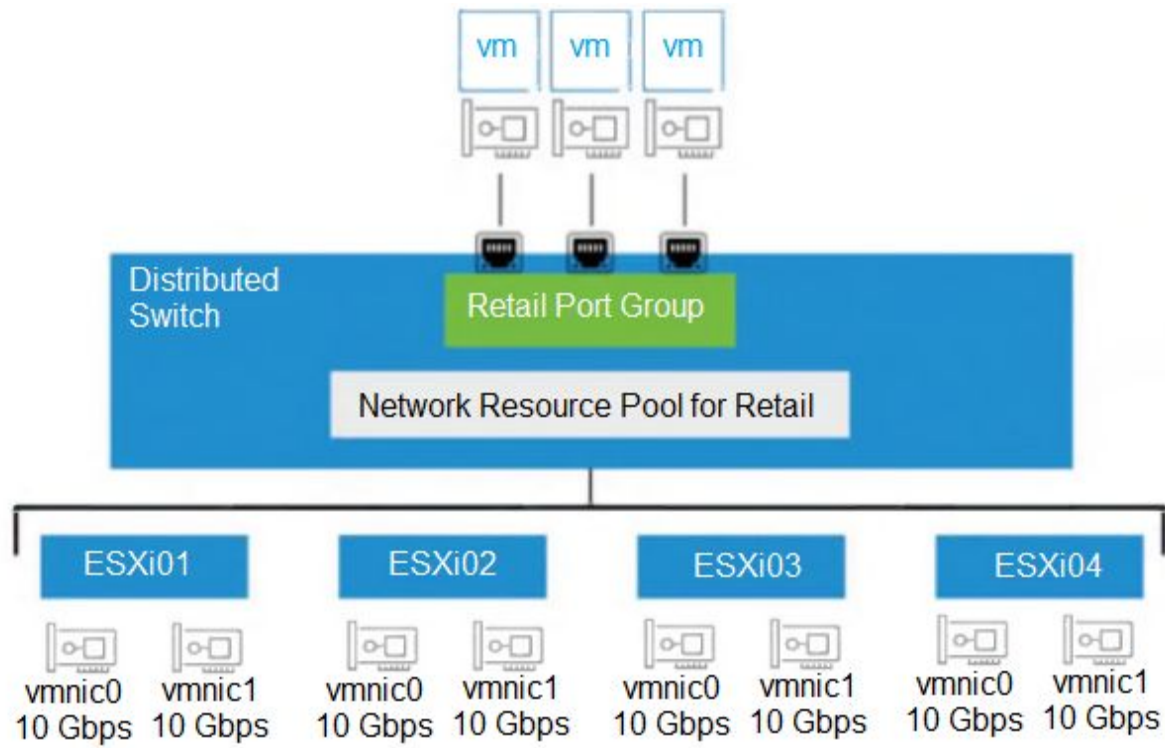 vm vm vm
Distributed
Switch
Retail Port Group
Network Resource Pool for Retail
ESXi01 ESXi02 ESXi03 ESXi04
vmnic0 vmnic1 vmnic0 vmnic1 vmnic0 vmnic1 vmnic0 vmnic1
10 Gbps 10 Gbps 10 Gbps 10 Gbps 10 Gbps 10 Gbps 10 Gbps 10 Gbps